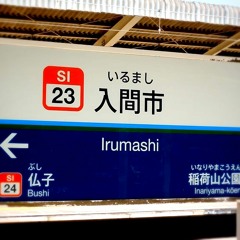 SI
23
いるまし
入間市
Irumashi
SI
24
ぶし
仏子
Bushi
いなりやまこうえん
稲荷山公園
Inariyama-kōen